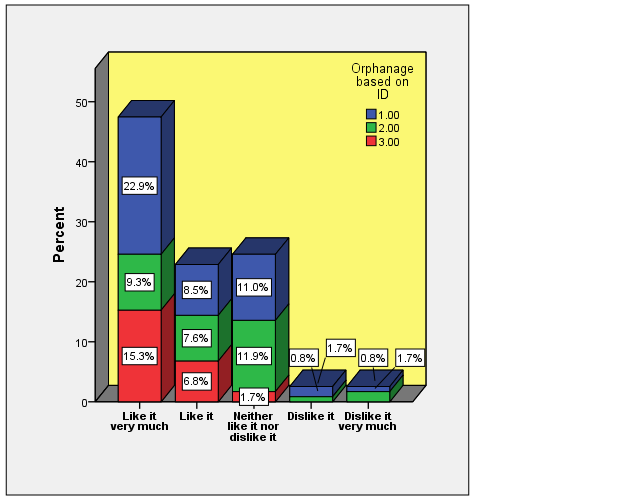 Orphanage
based on
ID
1.00
2.00
3.00
Percent
50
40
30
20
10
0
22.9%
9.3%
15.3%
8.5%
7.6%
6.8%
11.0%
11.9%
1.7%
0.8%
1.7%
0.8%
1.7%
Like it
very much
Like it
Neither
like it nor
dislike it
Dislike it
Dislike it
very much